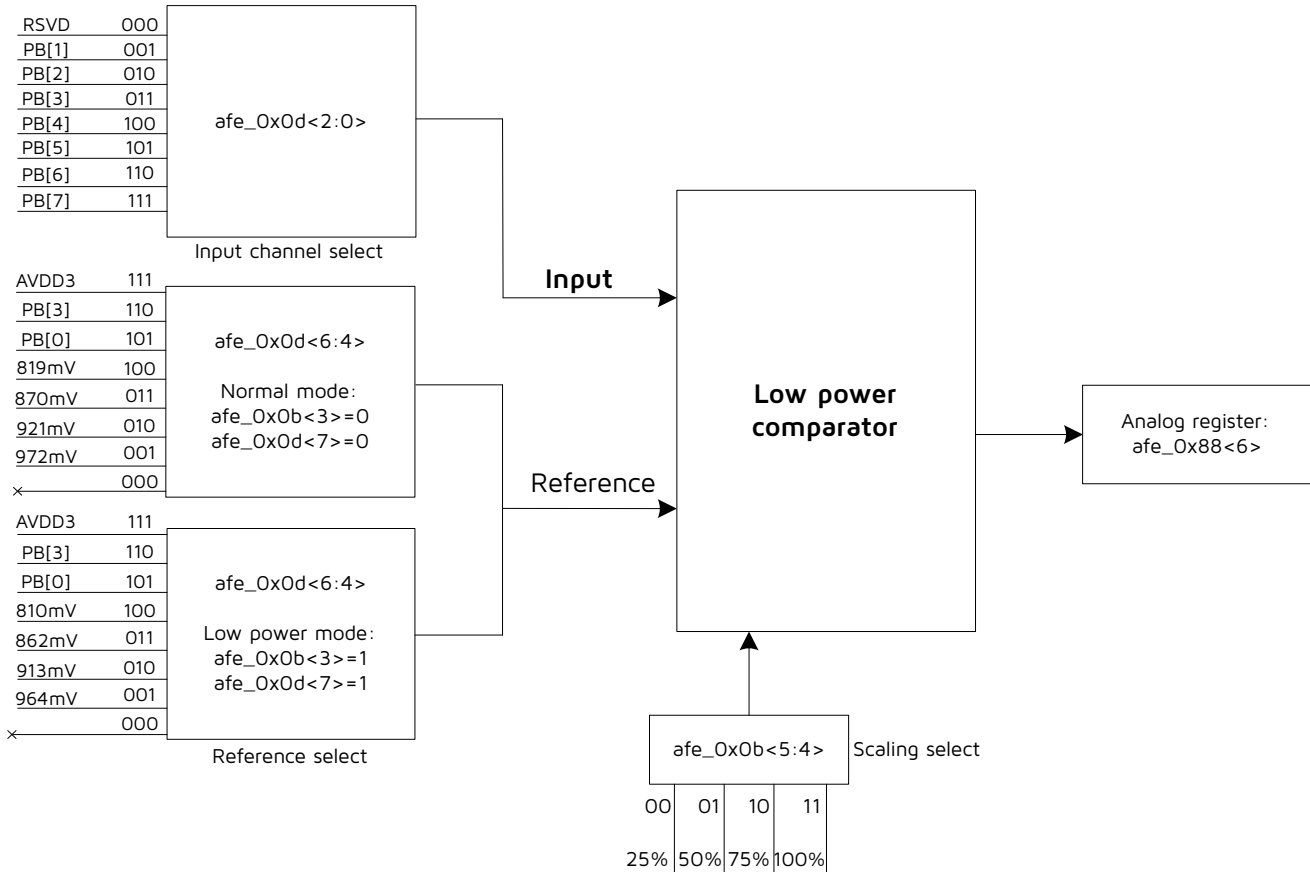 RSVD 000
PB[1] 001
PB[2] 010
PB[3] 011
PB[4] 100
PB[5] 101
PB[6] 110
PB[7] 111
afe_0x0d<2:0>
Input channel select
AVDD3 111
PB[3] 110
PB[0] 101
819mV 100
870mV 011
921mV 010
972mV 001
000
afe_0x0d<6:4>
Normal mode:
afe_0x0b<3>=0
afe_0x0d<7>=0
AVDD3 111
PB[3] 110
PB[0] 101
810mV 100
862mV 011
913mV 010
964mV 001
000
afe_0x0d<6:4>
Low power mode:
afe_0x0b<3>=1
afe_0x0d<7>=1
Reference select
Input
Reference
Low power
comparator
Analog register:
afe_0x88<6>
afe_0x0b<5:4>
Scaling select
00 01 10 11
25% 50% 75% 100%